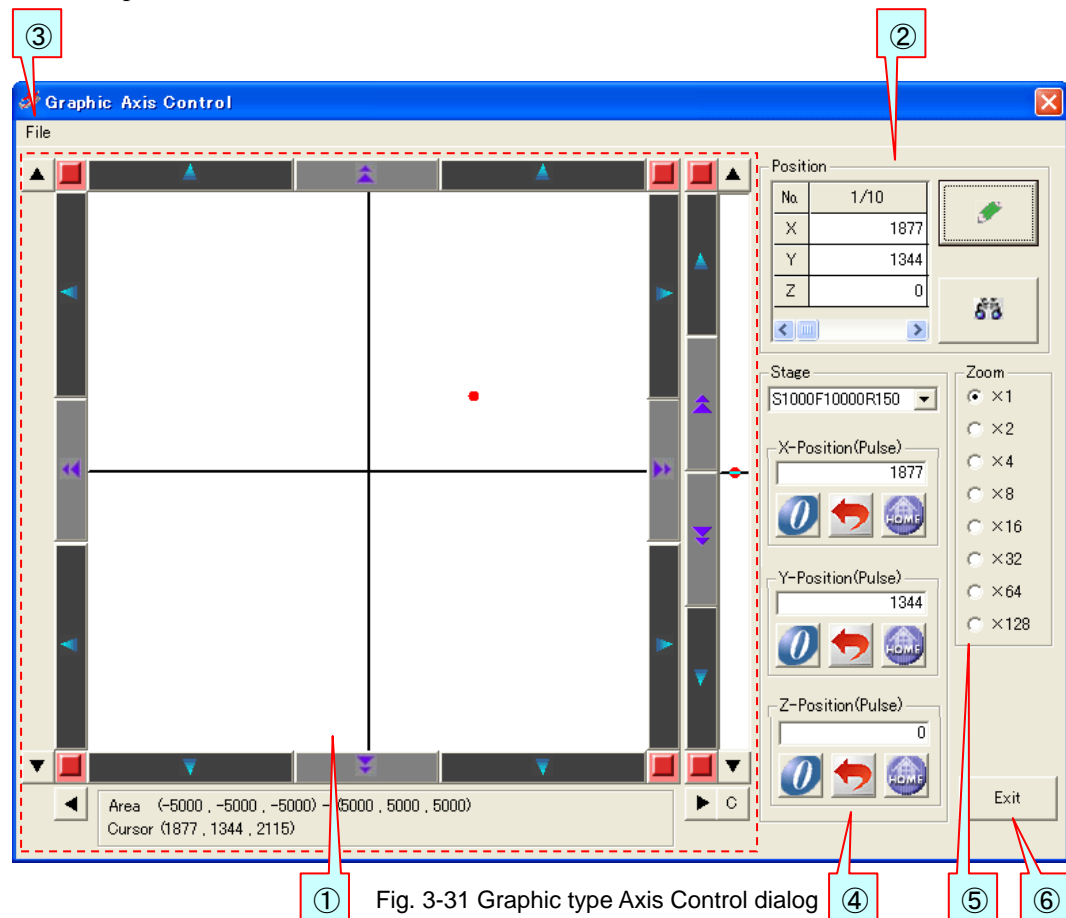 ③
②
Graphic Axis Control
File
Position
No. 1/10
X 1877
Y 1344
Z 0
Stage
S1000F10000R150
X-Position(Pulse)
1877
0
HOME
Y-Position(Pulse)
1344
0
HOME
Z-Position(Pulse)
0
0
HOME
Zoom
×1
×2
×4
×8
×16
×32
×64
×128
Area (-5000 , -5000 , -5000) - (5000 , 5000 , 5000)
Cursor (1877 , 1344 , 2115)
C
Exit
①
Fig. 3-31 Graphic type Axis Control dialog
④
⑤
⑥